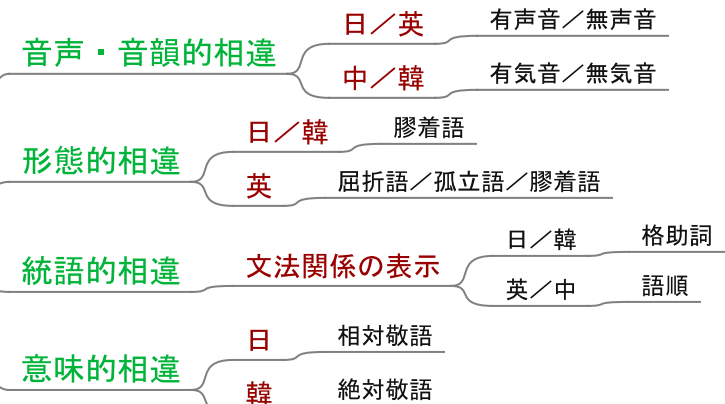 音声・音韻的相違
日／英
有声音／無声音
中／韓
有気音／無気音
形態的相違
日／韓
膠着語
英
屈折語／孤立語／膠着語
統語的相違
文法関係の表示
日／韓
格助詞
英／中
語順
意味的相違
日
相対敬語
韓
絶対敬語